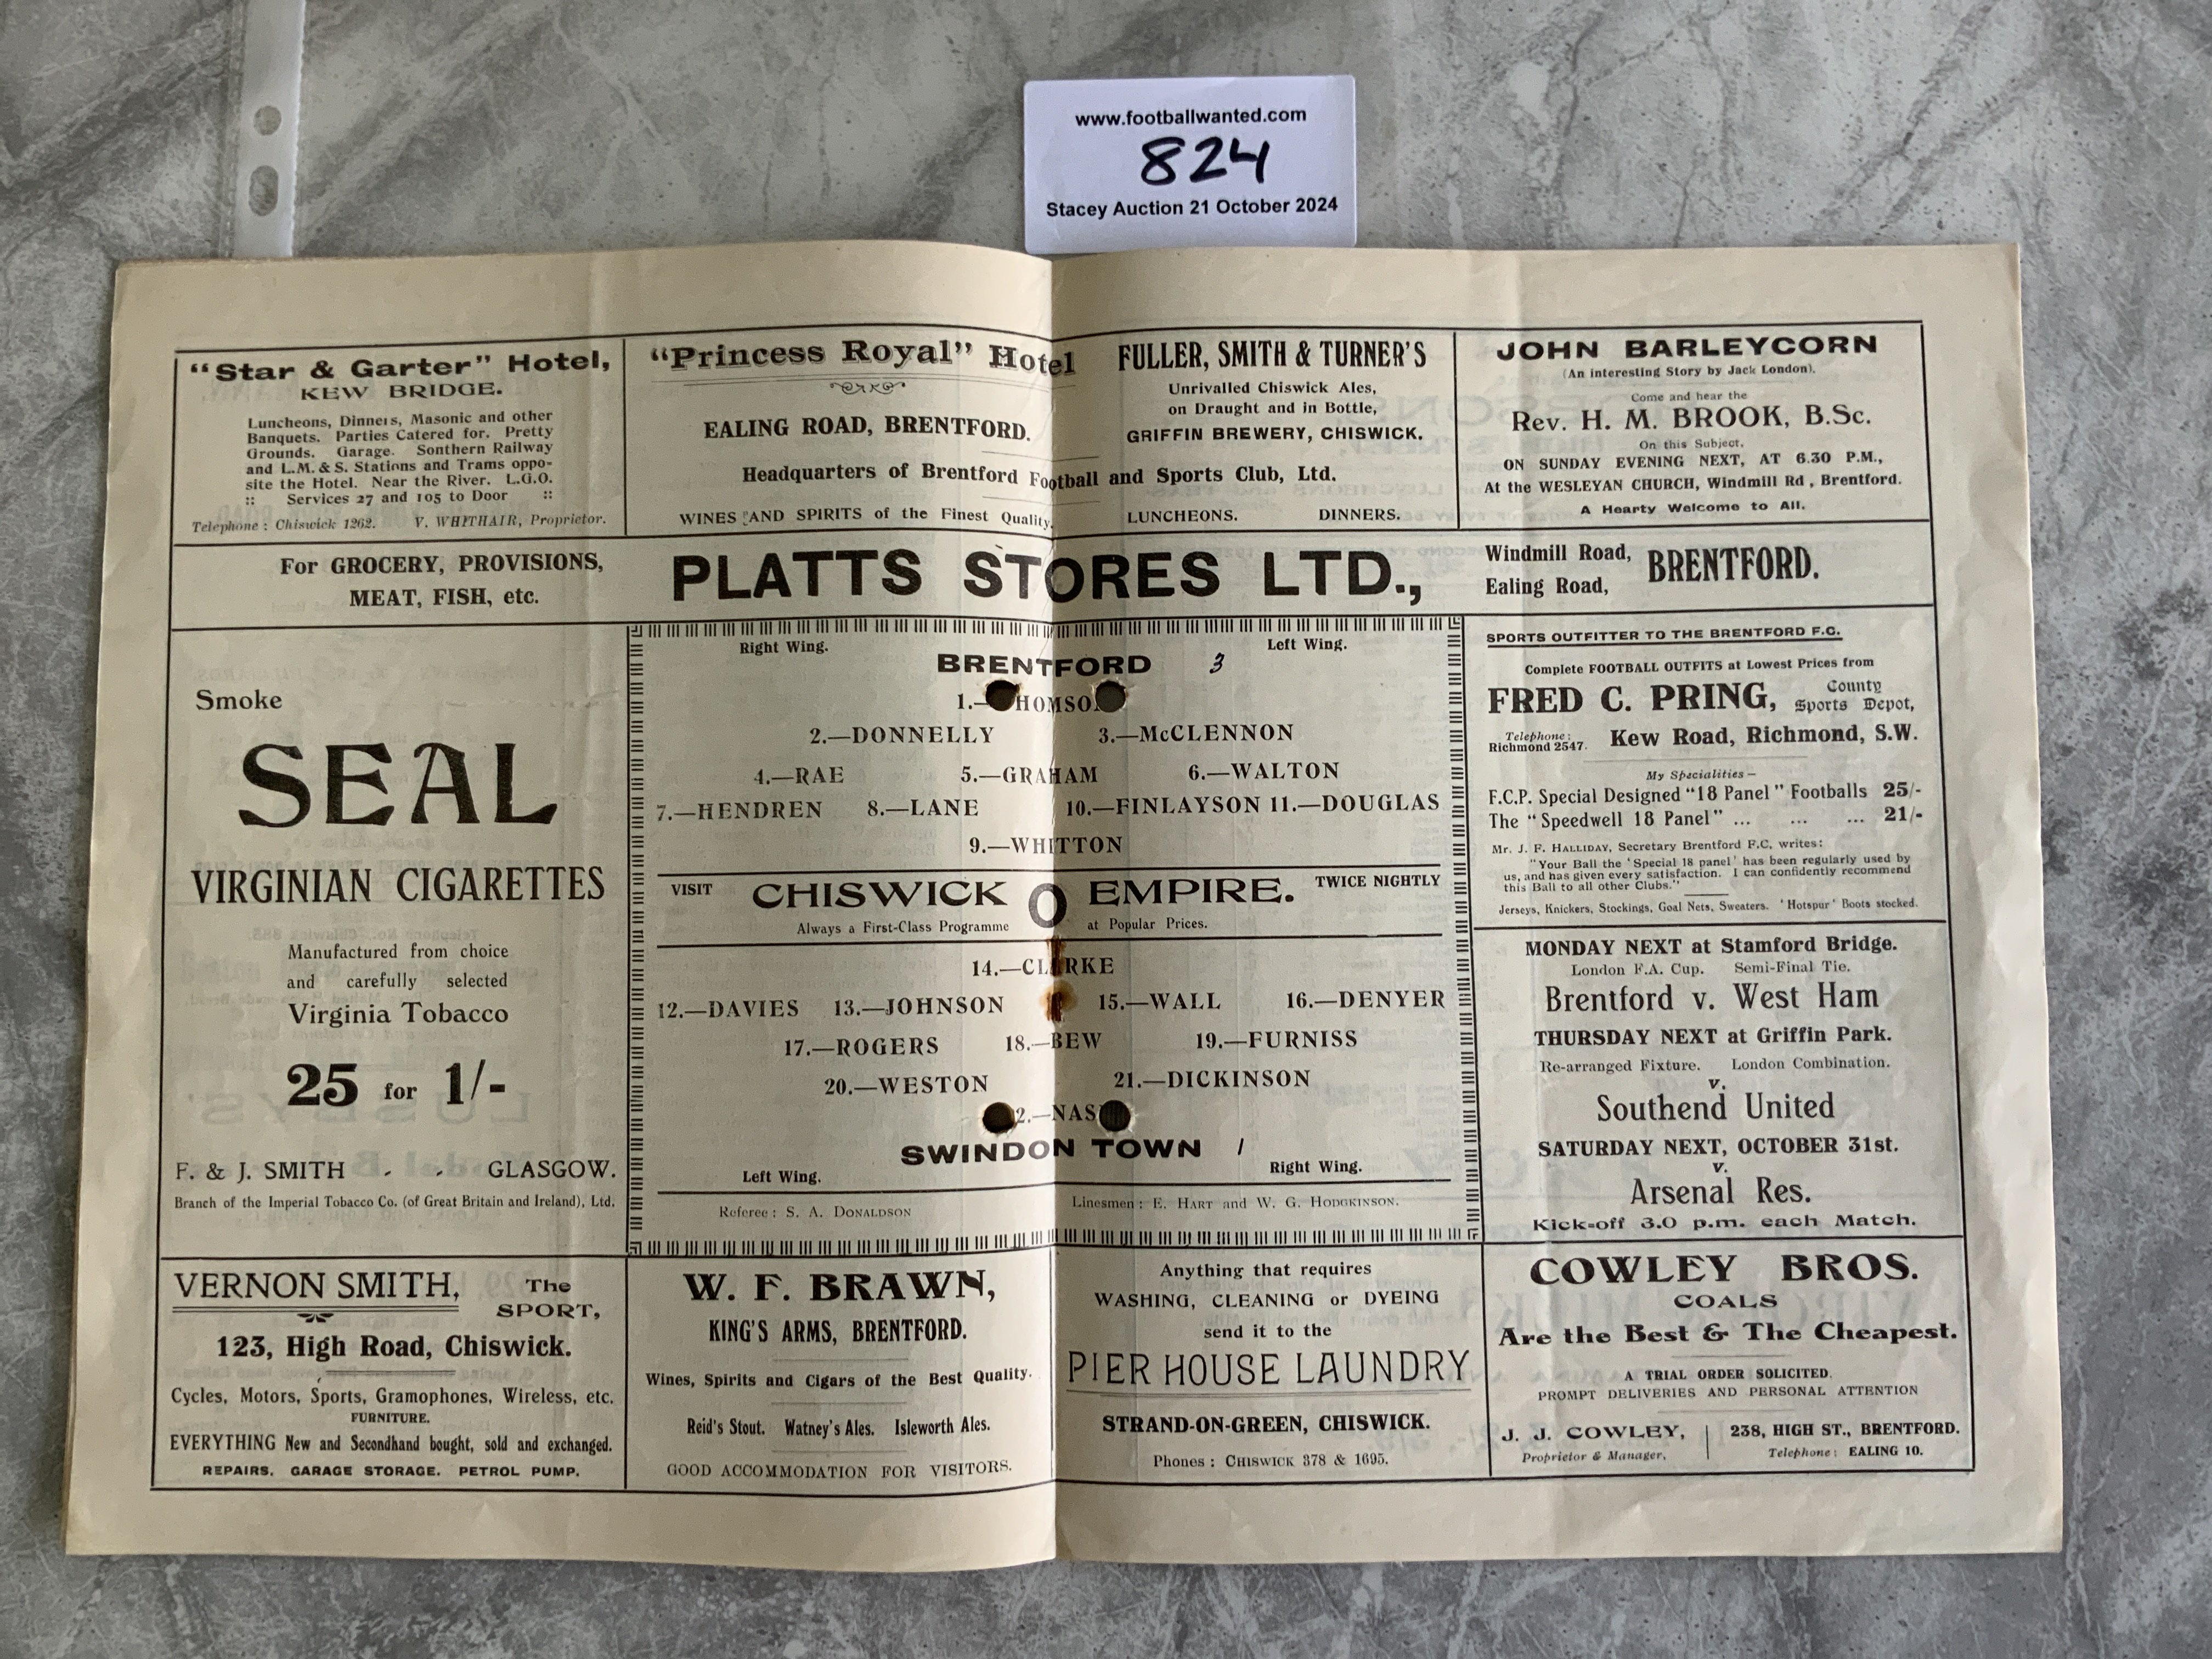 www.footballwanted.com
824
Stacey Auction 21 October 2024
"Star & Garter" Hotel,
KEW BRIDGE.
Luncheons, Dinners, Masonic and other
Banquets. Parties Catered for. Pretty
Grounds. Garage. Sonthern Railway
and L.M. & S. Stations and Trams oppo-
site the Hotel. Near the River. L.G.O.
:: Services 27 and 105 to Door ::
Telephone : Chiswick 1262. V. WHITHAIR, Proprietor.
"Princess Royal" Hotel
EALING ROAD, BRENTFORD.
FULLER, SMITH & TURNER'S
Unrivalled Chiswick Ales,
on Draught and in Bottle,
GRIFFIN BREWERY, CHISWICK.
Headquarters of Brentford Football and Sports Club, Ltd.
WINES AND SPIRITS of the Finest Quality. LUNCHEONS. DINNERS.
JOHN BARLEYCORN
(An interesting Story by Jack London).
Come and hear the
Rev. H. M. BROOK, B.Sc.
On this Subject.
ON SUNDAY EVENING NEXT, AT 6.30 P.M.,
At the WESLEYAN CHURCH, Windmill Rd , Brentford.
A Hearty Welcome to All.
For GROCERY, PROVISIONS,
MEAT, FISH, etc.
PLATTS STORES LTD.,
Windmill Road,
Ealing Road,
BRENTFORD.
Smoke
SEAL
VIRGINIAN CIGARETTES
Manufactured from choice
and carefully selected
Virginia Tobacco
25 for 1/-
F. & J. SMITH - - GLASGOW.
Branch of the Imperial Tobacco Co. (of Great Britain and Ireland), Ltd.
Right Wing. Left Wing.
BRENTFORD 3
1.— HOMSO
2.—DONNELLY 3.—McCLENNON
4.—RAE 5.—GRAHAM 6.—WALTON
7.—HENDREN 8.—LANE 10.—FINLAYSON 11.—DOUGLAS
9.—WHITTON
VISIT CHISWICK EMPIRE. TWICE NIGHTLY
Always a First-Class Programme at Popular Prices.
14.—CLARKE
12.—DAVIES 13.—JOHNSON 15.—WALL 16.—DENYER
17.—ROGERS 18.—BEW 19.—FURNISS
20.—WESTON 21.—DICKINSON
2.—NAS
SWINDON TOWN 1
Left Wing. Right Wing.
Referee : S. A. DONALDSON Linesmen : E. HART and W. G. HODGKINSON.
SPORTS OUTFITTER TO THE BRENTFORD F.C.
Complete FOOTBALL OUTFITS at Lowest Prices from
FRED C. PRING, County Sports Depot,
Telephone : Richmond 2547. Kew Road, Richmond, S.W.
My Specialities —
F.C.P. Special Designed "18 Panel" Footballs 25/-
The "Speedwell 18 Panel" ... ... ... 21/-
Mr. J. F. HALLIDAY, Secretary Brentford F.C. writes:
"Your Ball the 'Special 18 panel' has been regularly used by
us, and has given every satisfaction. I can confidently recommend
this Ball to all other Clubs."
Jerseys, Knickers, Stockings, Goal Nets, Sweaters. 'Hotspur' Boots stocked.
MONDAY NEXT at Stamford Bridge.
London F.A. Cup. Semi-Final Tie.
Brentford v. West Ham
THURSDAY NEXT at Griffin Park.
Re-arranged Fixture. London Combination.
v.
Southend United
SATURDAY NEXT, OCTOBER 31st.
v.
Arsenal Res.
Kick-off 3.0 p.m. each Match.
VERNON SMITH, The SPORT,
123, High Road, Chiswick.
Cycles, Motors, Sports, Gramophones, Wireless, etc.
FURNITURE.
EVERYTHING New and Secondhand bought, sold and exchanged.
REPAIRS. GARAGE STORAGE. PETROL PUMP.
W. F. BRAWN,
KING'S ARMS, BRENTFORD.
Wines, Spirits and Cigars of the Best Quality.
Reid's Stout. Watney's Ales. Isleworth Ales.
GOOD ACCOMMODATION FOR VISITORS.
Anything that requires
WASHING, CLEANING or DYEING
send it to the
PIER HOUSE LAUNDRY
STRAND-ON-GREEN, CHISWICK.
Phones : CHISWICK 878 & 1695.
COWLEY BROS.
COALS
Are the Best & The Cheapest.
A TRIAL ORDER SOLICITED.
PROMPT DELIVERIES AND PERSONAL ATTENTION
J. J. COWLEY,
Proprietor & Manager,
238, HIGH ST., BRENTFORD.
Telephone : EALING 10.